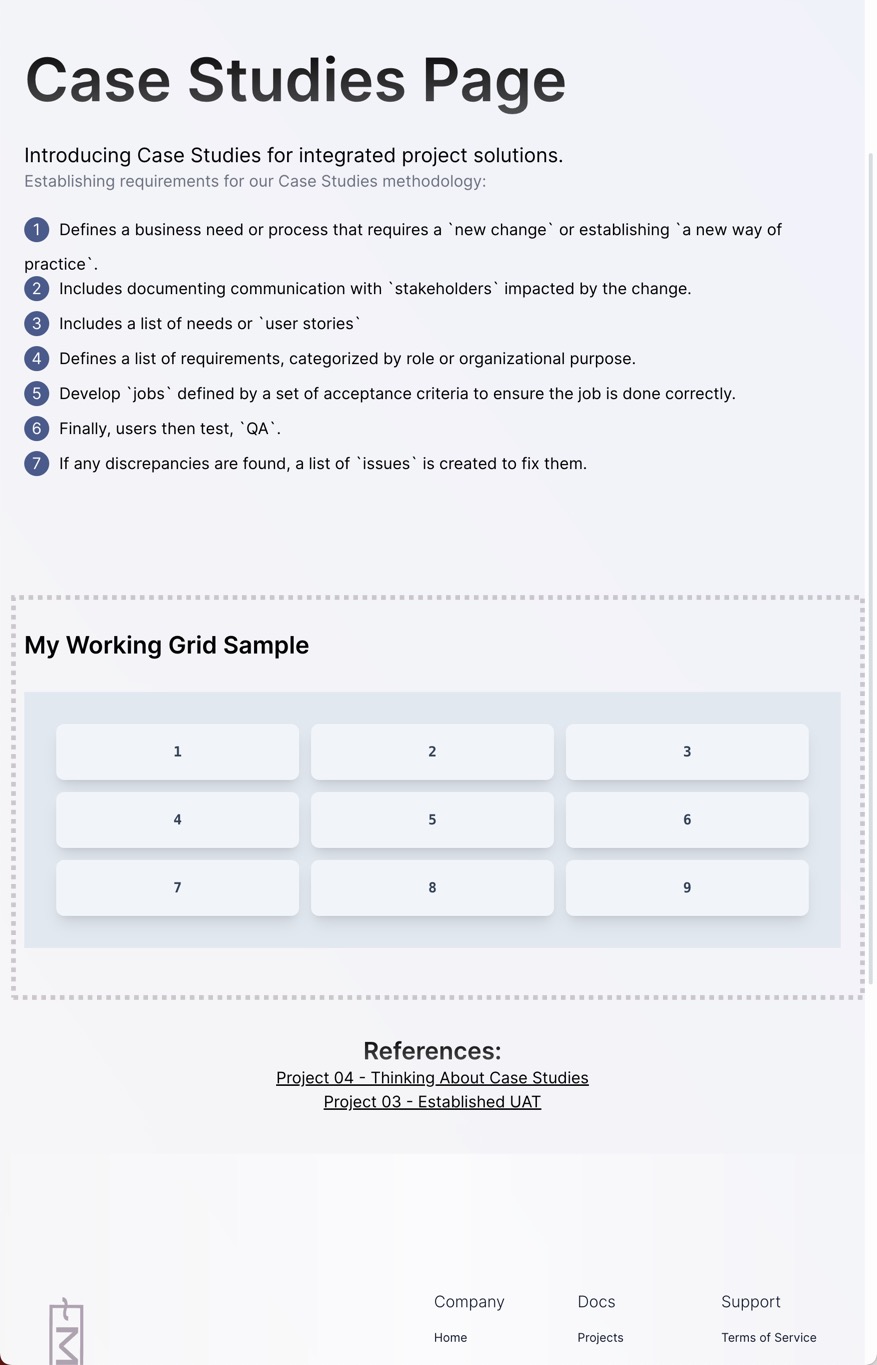 Case Studies Page
Introducing Case Studies for integrated project solutions.
Establishing requirements for our Case Studies methodology:
1 Defines a business need or process that requires a `new change` or establishing `a new way of
practice`.
2 Includes documenting communication with `stakeholders` impacted by the change.
3 Includes a list of needs or `user stories`
4 Defines a list of requirements, categorized by role or organizational purpose.
5 Develop `jobs` defined by a set of acceptance criteria to ensure the job is done correctly.
6 Finally, users then test, `QA`.
7 If any discrepancies are found, a list of `issues` is created to fix them.
My Working Grid Sample
1 2 3
4 5 6
7 8 9
References:
Project 04 - Thinking About Case Studies
Project 03 - Established UAT
Company Docs Support
Home Projects Terms of Service